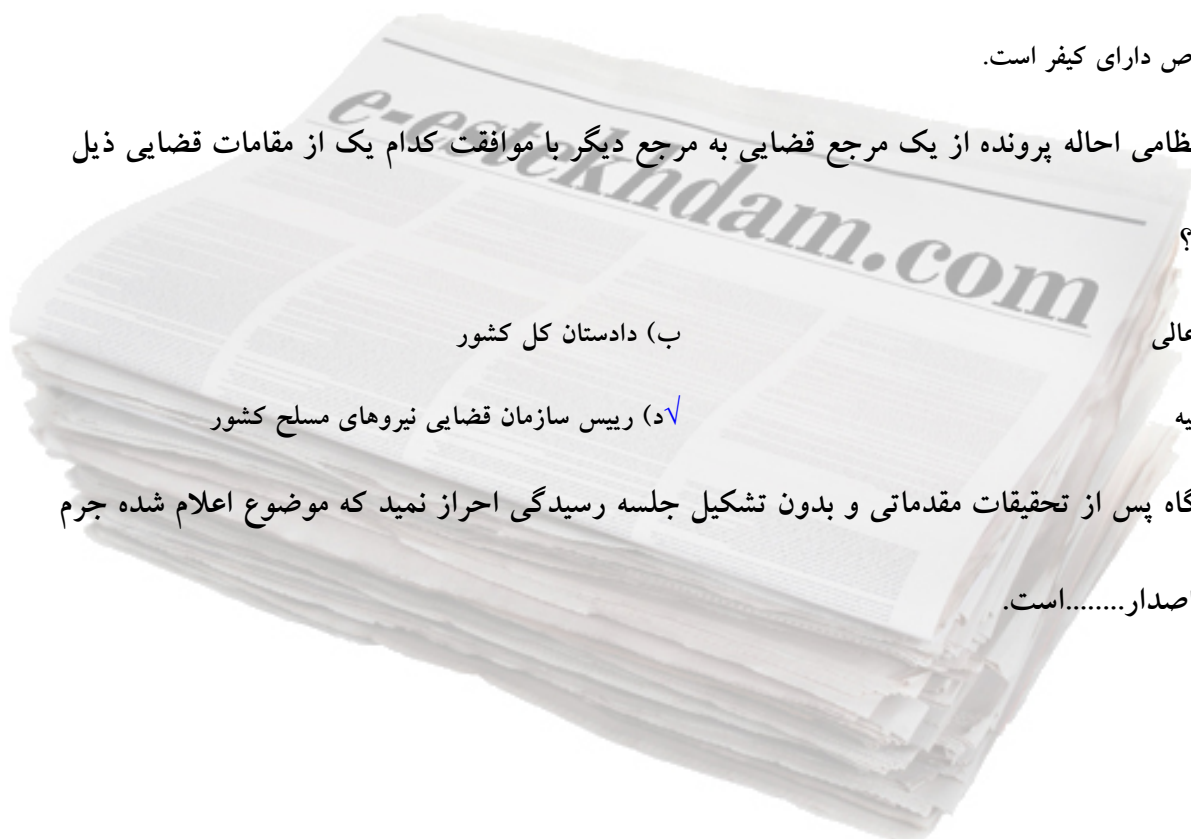 ص دارای کیفر است.
ظامی احاله پرونده از یک مرجع قضایی به مرجع دیگر با موافقت کدام یک از مقامات قضایی ذیل
؟
e-estekhdam.com
عالی
ب) دادستان کل کشور
یه
√د) رییس سازمان قضایی نیروهای مسلح کشور
گاه پس از تحقیقات مقدماتی و بدون تشکیل جلسه رسیدگی احراز نمید که موضوع اعلام شده جرم
اصدار........است.